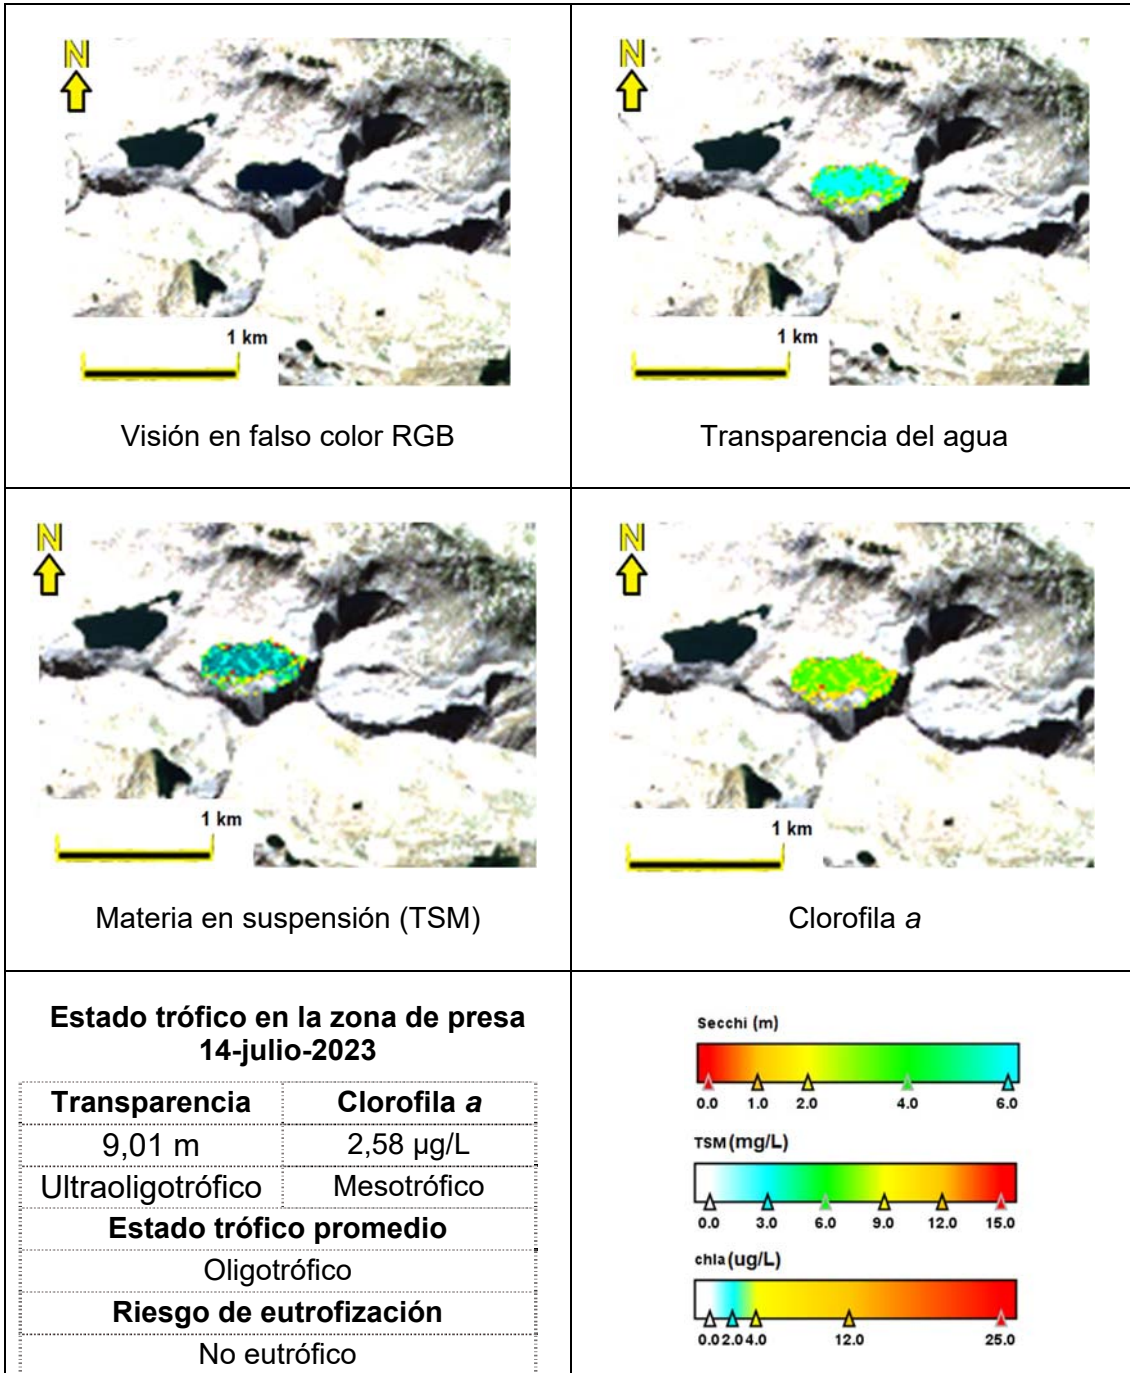 N
1 km
Visión en falso color RGB
N
1 km
Transparencia del agua
N
1 km
Materia en suspensión (TSM)
N
1 km
Clorofila a
Estado trófico en la zona de presa
14-julio-2023
Transparencia Clorofila a
9,01 m 2,58 µg/L
Ultraoligotrófico Mesotrófico
Estado trófico promedio
Oligotrófico
Riesgo de eutrofización
No eutrófico
Secchi (m)
0.0 1.0 2.0 4.0 6.0
TSM (mg/L)
0.0 3.0 6.0 9.0 12.0 15.0
chla (ug/L)
0.0 2.0 4.0 12.0 25.0